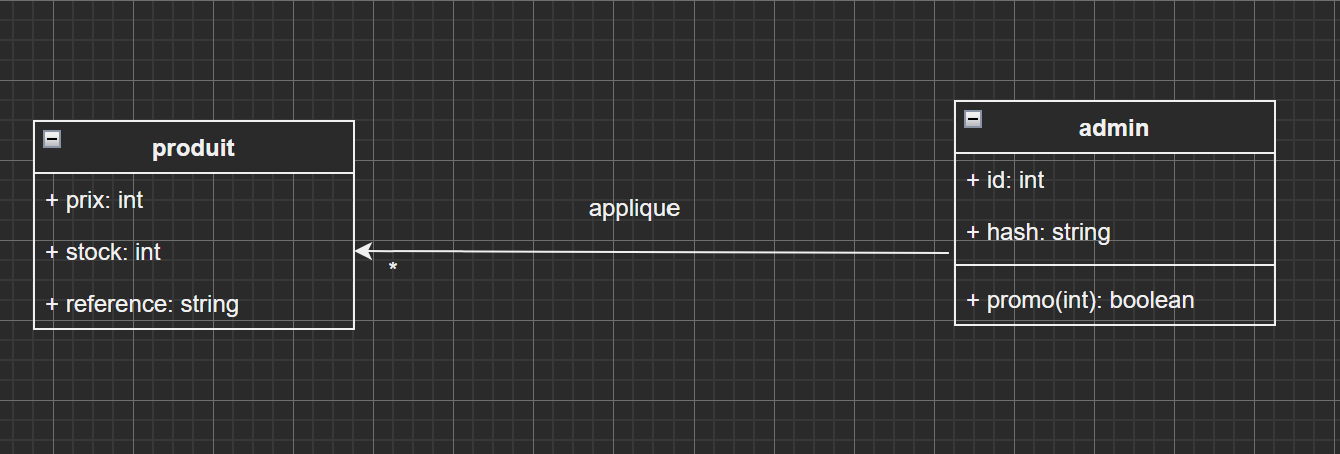 produit
+ prix: int
+ stock: int
+ reference: string
applique
*
admin
+ id: int
+ hash: string
+ promo(int): boolean